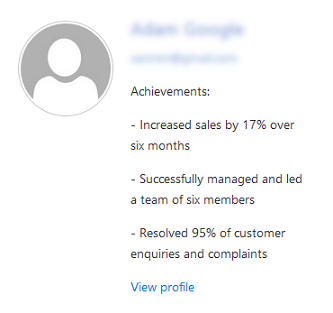 Achievements:
- Increased sales by 17% over
six months
- Successfully managed and led
a team of six members
- Resolved 95% of customer
enquiries and complaints
View profile